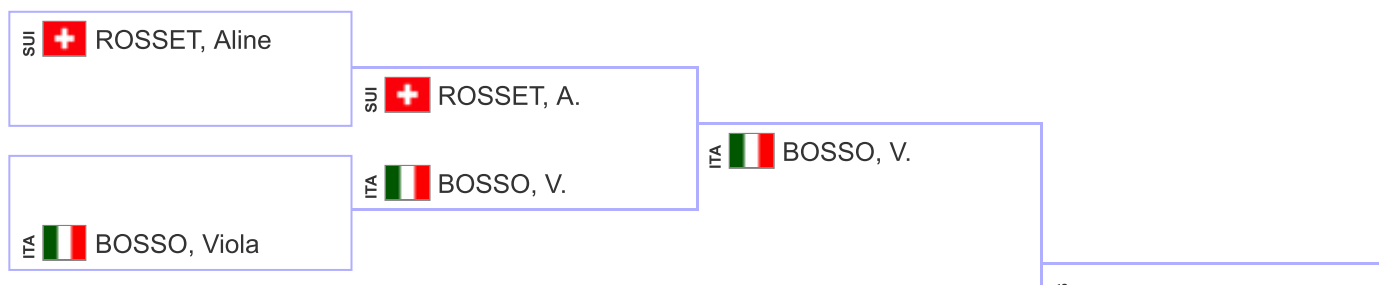 SUI ROSSET, Aline
SUI ROSSET, A.
ITA BOSSO, V.
ITA BOSSO, V.
ITA BOSSO, Viola